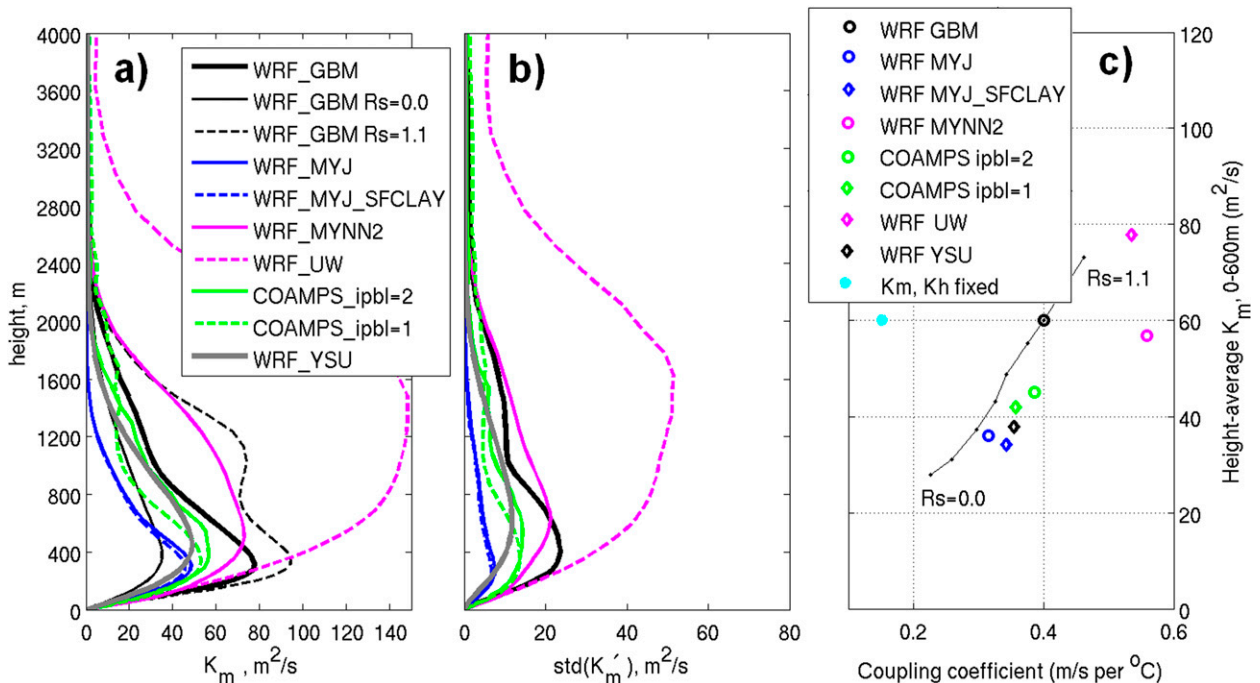 a)
4000
3600
3200
2800
2400
2000
1600
1200
800
400
0
height, m
WRF_GBM
WRF_GBM Rs=0.0
WRF_GBM Rs=1.1
WRF_MYJ
WRF_MYJ_SFCLAY
WRF_MYNN2
WRF_UW
COAMPS_ipbl=2
COAMPS_ipbl=1
WRF_YSU
0 20 40 60 80 100 120 140
K_m , m^2/s
b)
0 20 40 60 80
std(K_m′), m^2/s
c)
WRF GBM
WRF MYJ
WRF MYJ_SFCLAY
WRF MYNN2
COAMPS ipbl=2
COAMPS ipbl=1
WRF UW
WRF YSU
Km, Kh fixed
Rs=1.1
Rs=0.0
120
100
80
60
40
20
0
Height-average K_m, 0-600m (m^2/s)
0.2 0.4 0.6
Coupling coefficient (m/s per °C)